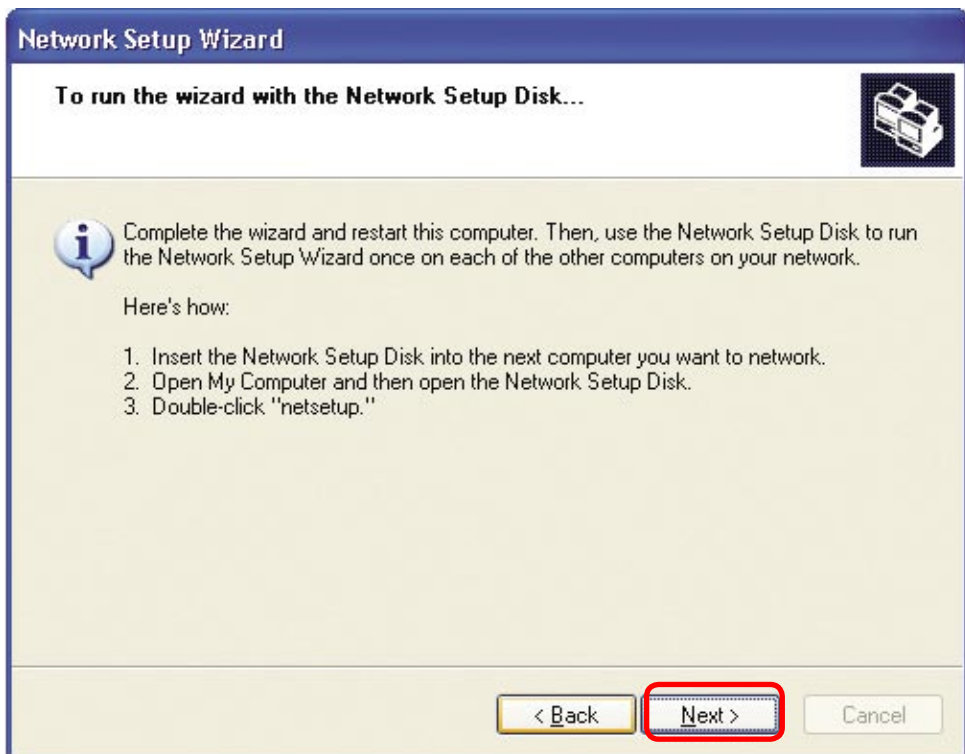 Network Setup Wizard
To run the wizard with the Network Setup Disk...
Complete the wizard and restart this computer. Then, use the Network Setup Disk to run
the Network Setup Wizard once on each of the other computers on your network.
Here's how:
1. Insert the Network Setup Disk into the next computer you want to network.
2. Open My Computer and then open the Network Setup Disk.
3. Double-click "netsetup."
< Back
Next >
Cancel